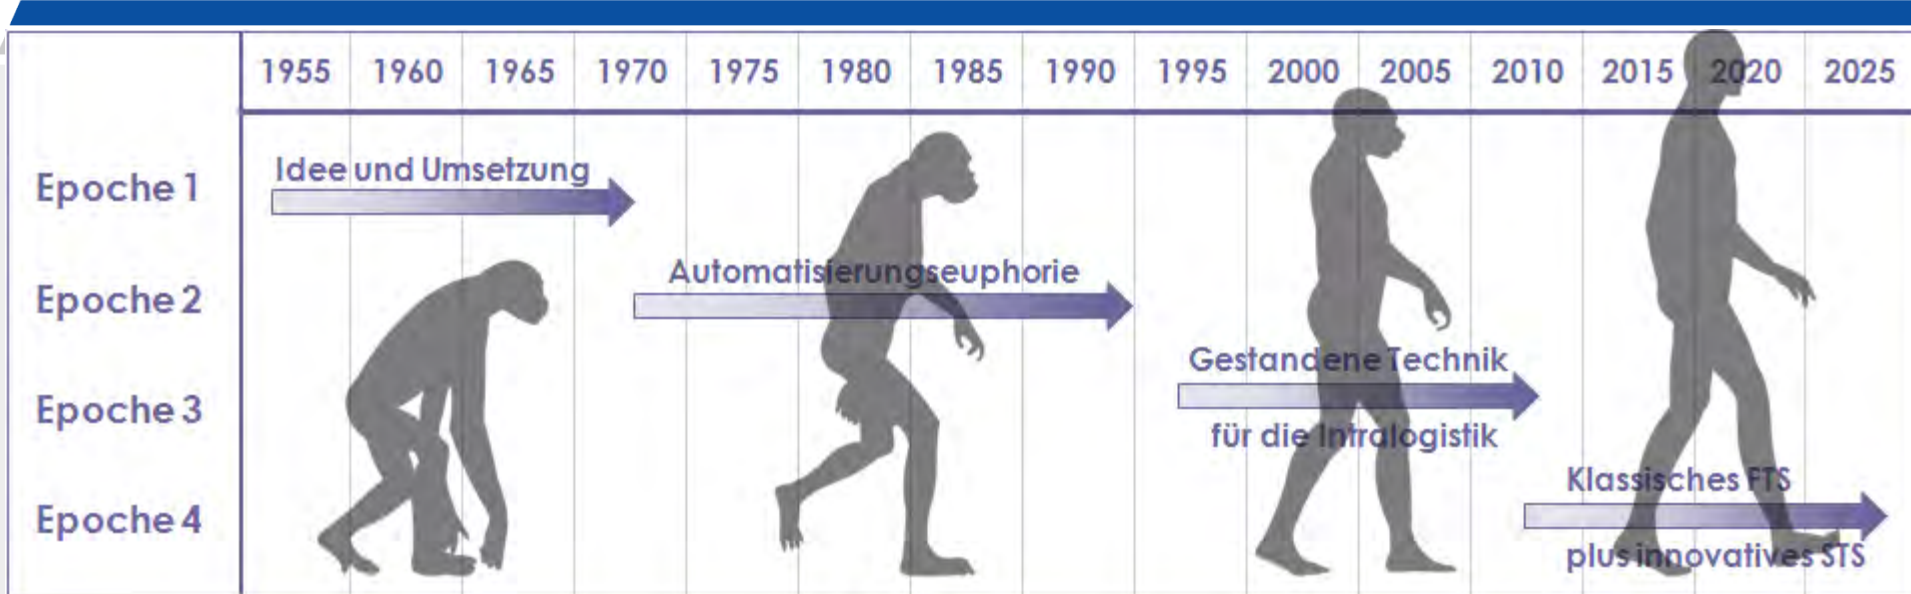 1955 1960 1965 1970 1975 1980 1985 1990 1995 2000 2005 2010 2015 2020 2025
Epoche 1
Idee und Umsetzung
Epoche 2
Automatisierungseuphorie
Epoche 3
Gestandene Technik
für die Intralogistik
Epoche 4
Klassisches FTS
plus innovatives STS